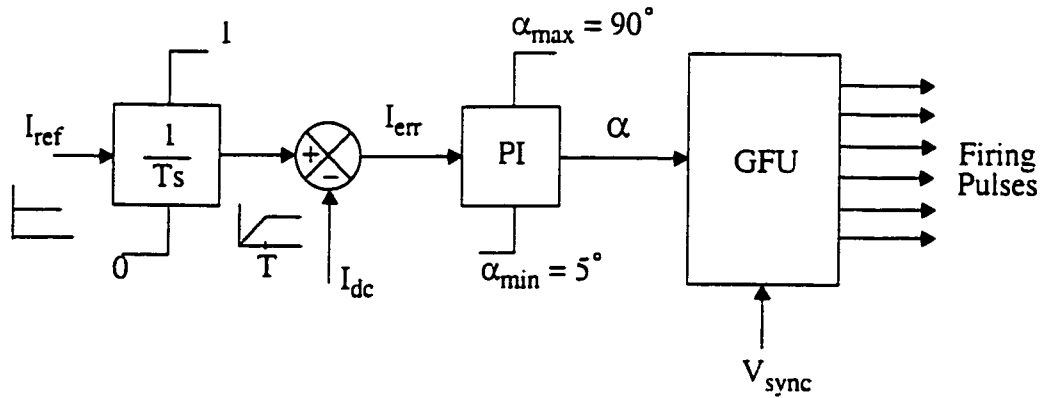 1
I_ref
1
Ts
0
T
+
−
I_dc
I_err
α_max = 90°
PI
α_min = 5°
α
GFU
V_sync
Firing
Pulses